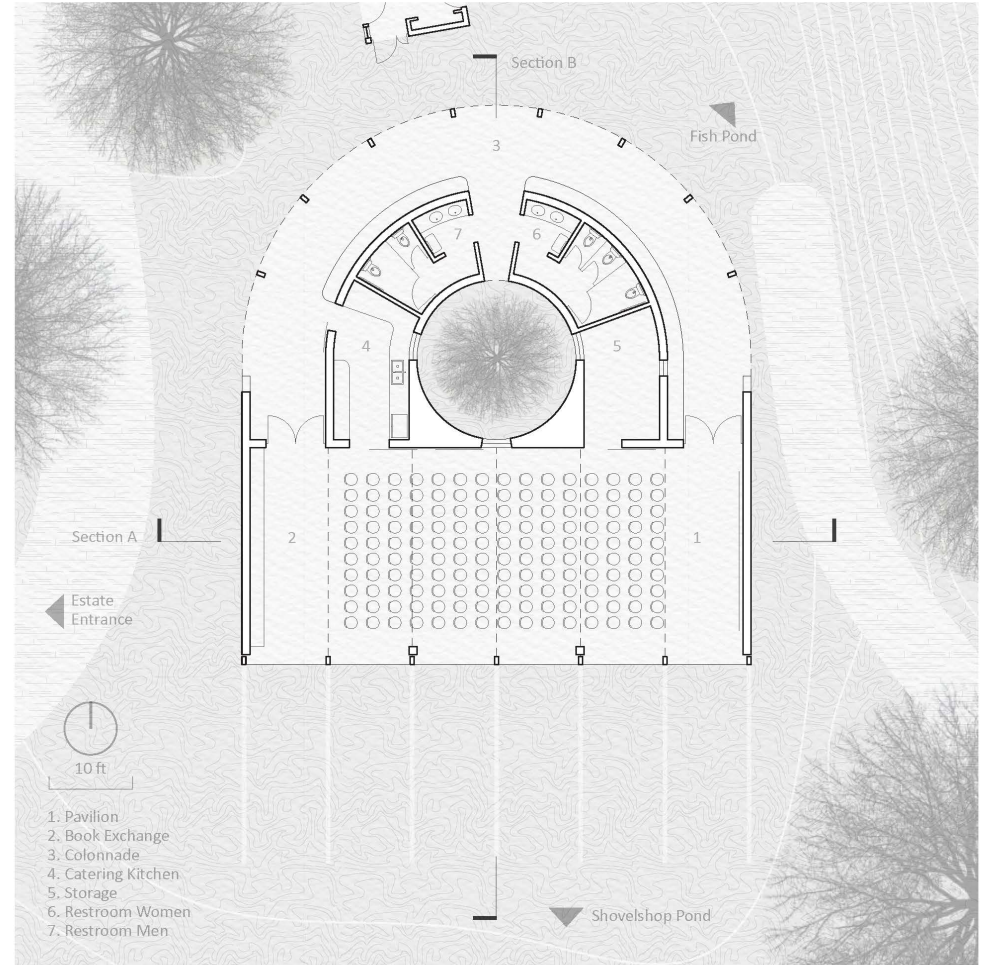 Section B
Fish Pond
3
7
6
4
5
Section A
2
1
Estate
Entrance
10 ft
1. Pavilion
2. Book Exchange
3. Colonnade
4. Catering Kitchen
5. Storage
6. Restroom Women
7. Restroom Men
Shovelshop Pond